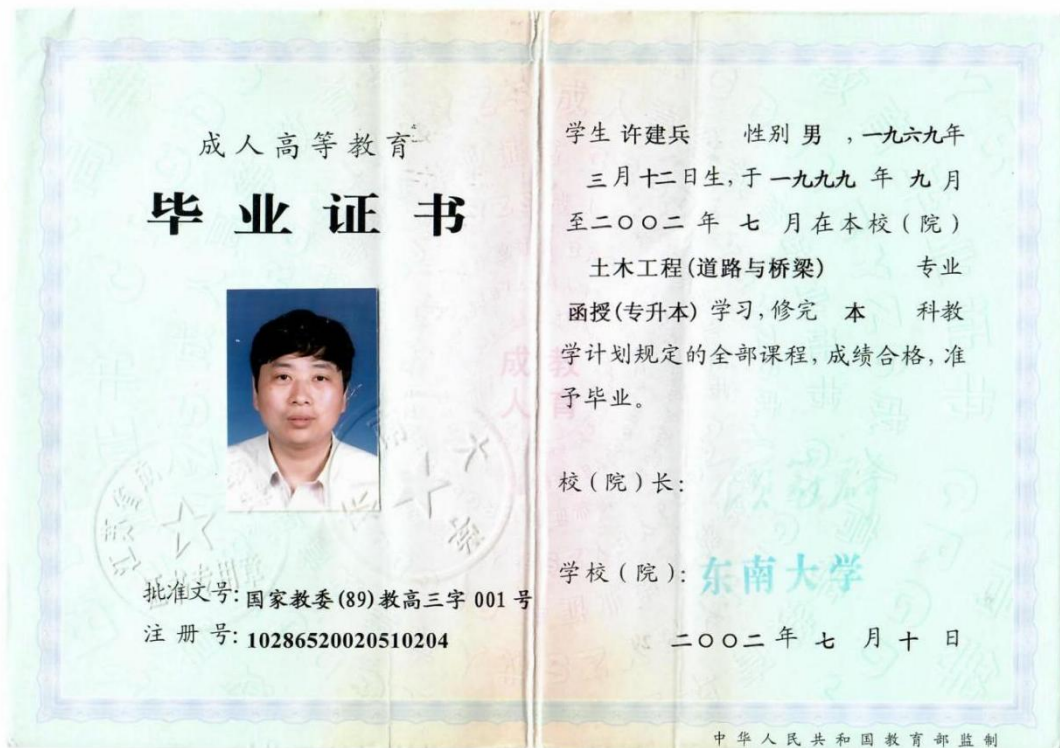 成人高等教育
毕业证书
批准文号: 国家教委(89)教高三字 001 号
注 册 号: 10286520020510204
学生 许建兵 性别 男 ，一九六九年
三月十二日生，于 一九九九 年 九 月
至二〇〇二 年 七 月在本校（院）
土木工程(道路与桥梁) 专业
函授(专升本) 学习，修完 本 科教
学计划规定的全部课程，成绩合格，准
予毕业。
校（院）长：
学校（院）：东南大学
二〇〇二 年 七 月 十 日
中华人民共和国教育部监制